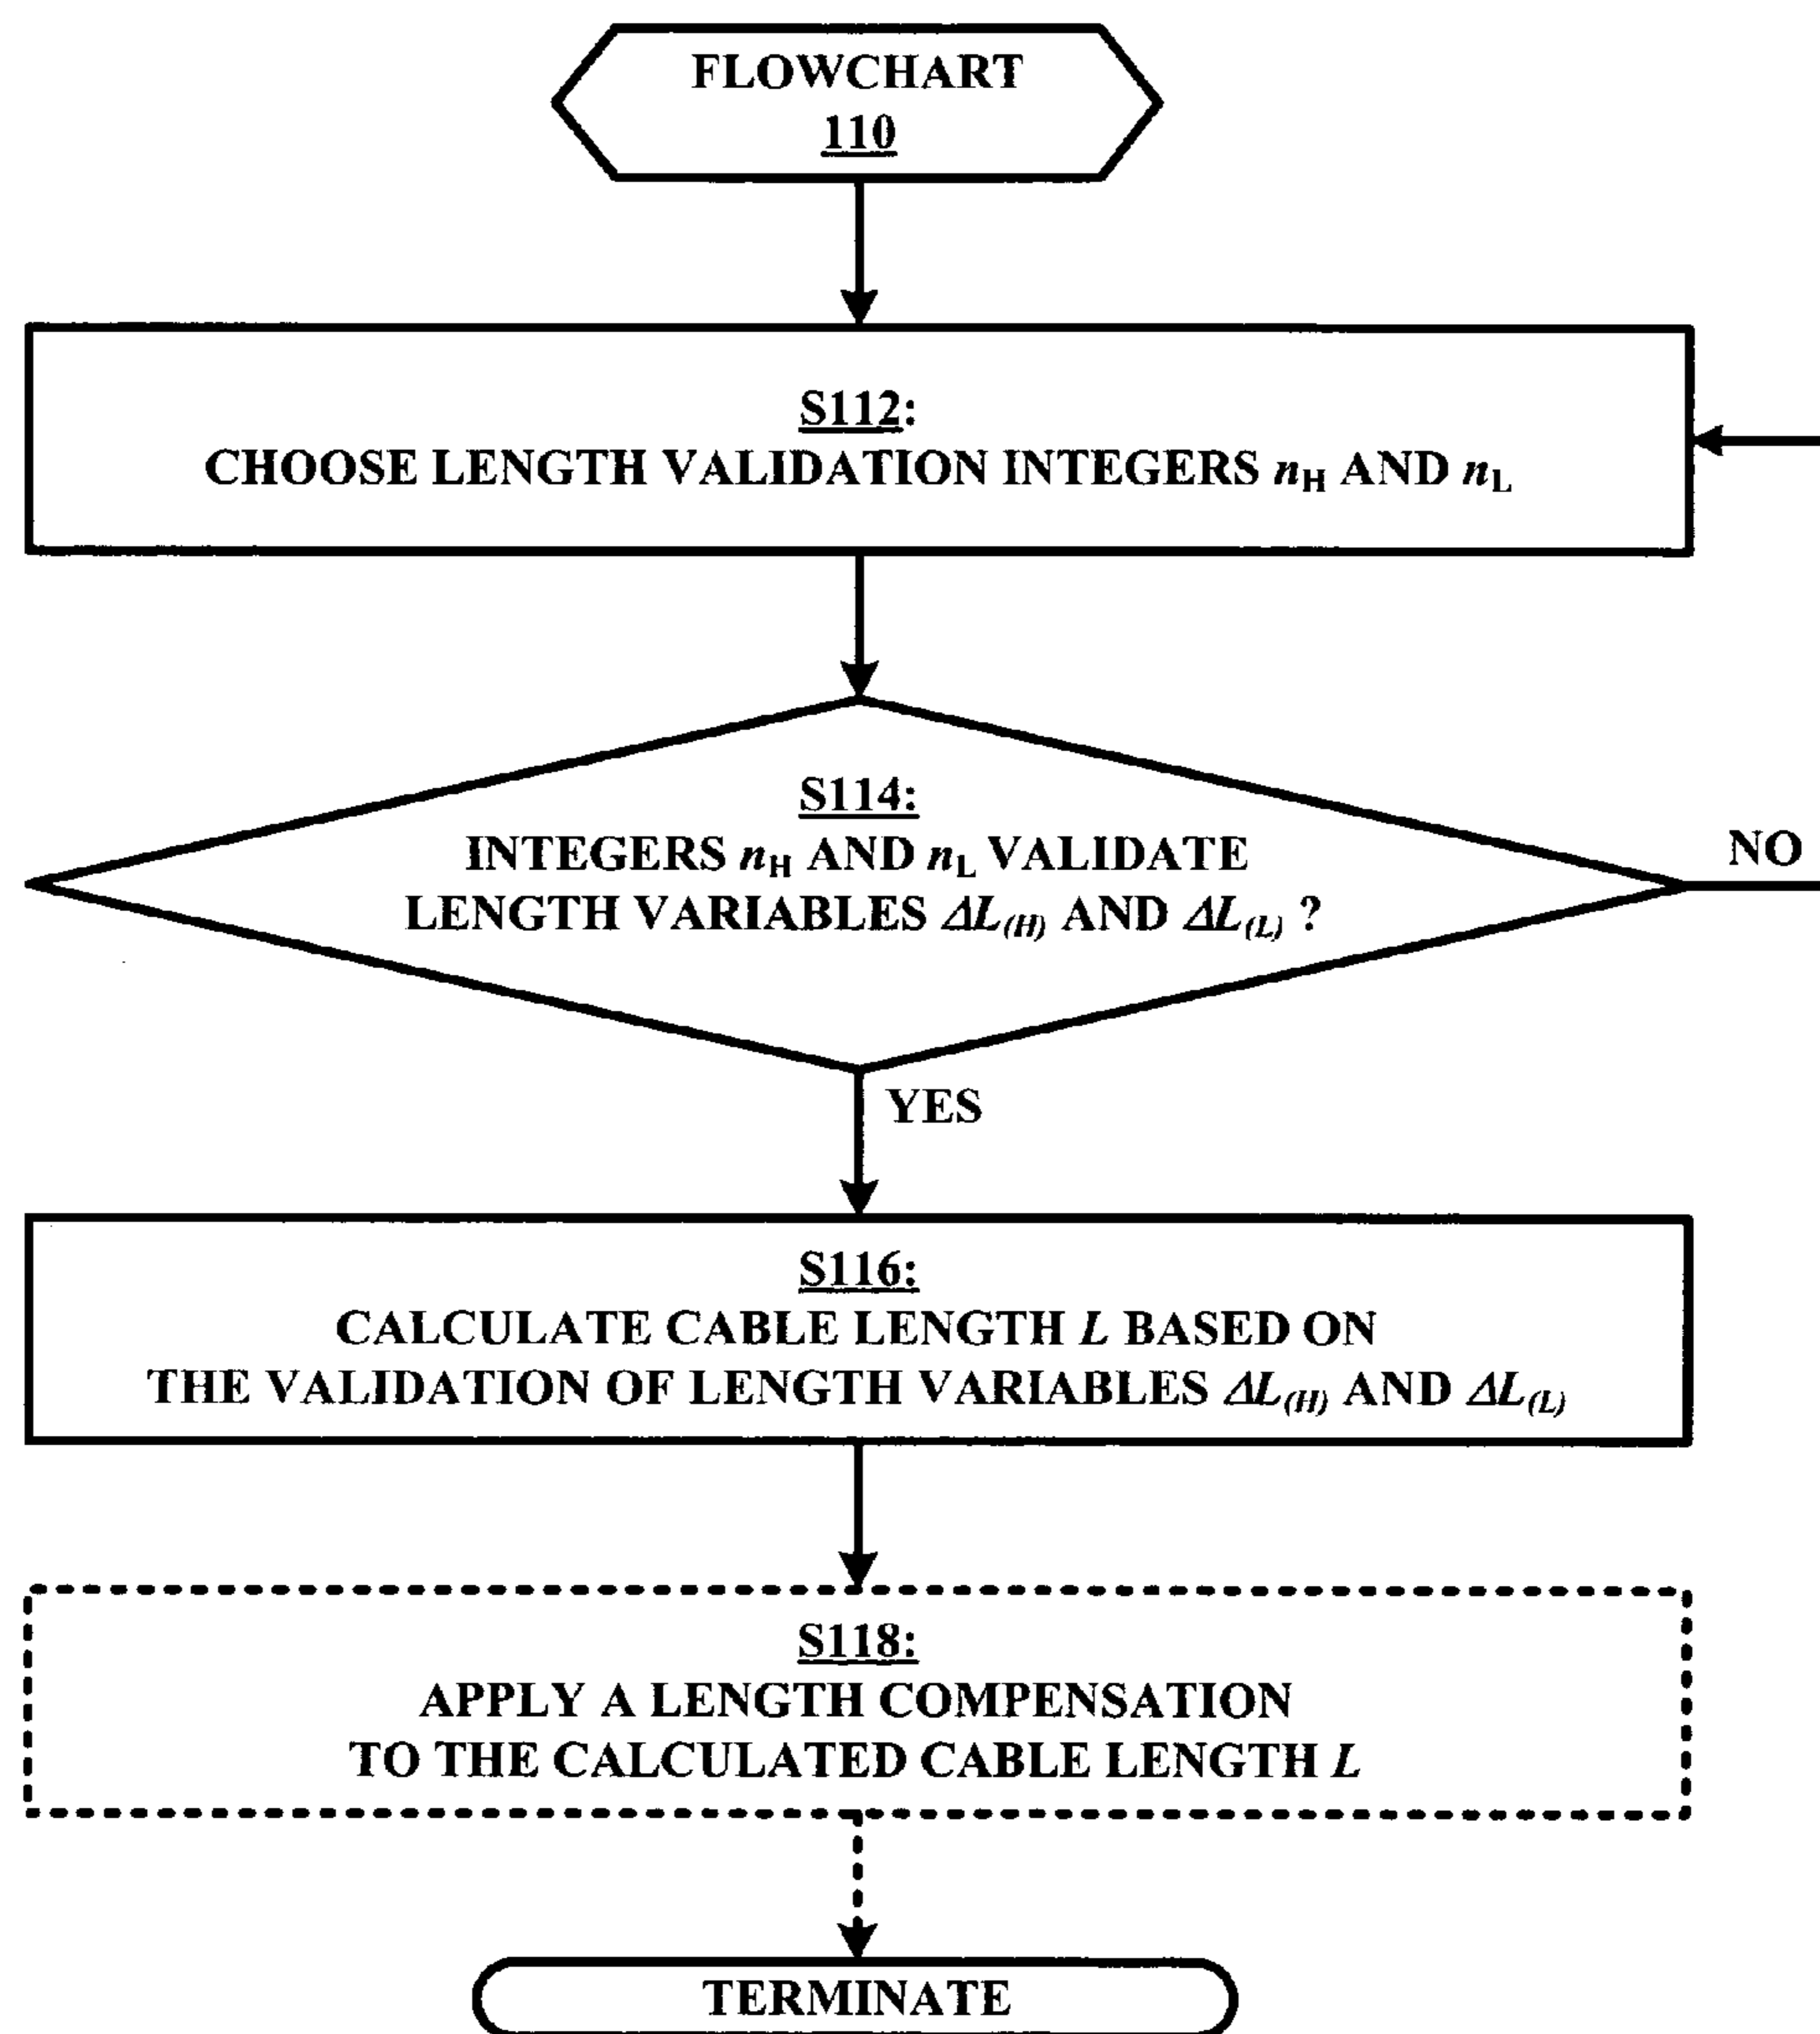 FLOWCHART
110
S112:
CHOOSE LENGTH VALIDATION INTEGERS nH AND nL
S114:
INTEGERS nH AND nL VALIDATE
LENGTH VARIABLES ΔL(H) AND ΔL(L) ?
NO
YES
S116:
CALCULATE CABLE LENGTH L BASED ON
THE VALIDATION OF LENGTH VARIABLES ΔL(H) AND ΔL(L)
S118:
APPLY A LENGTH COMPENSATION
TO THE CALCULATED CABLE LENGTH L
TERMINATE